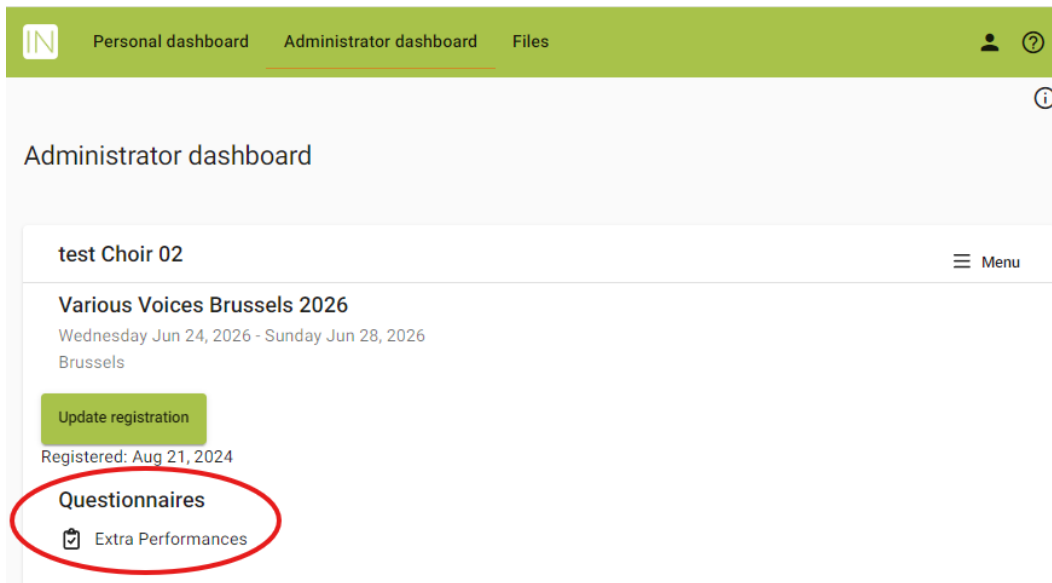 IN Personal dashboard Administrator dashboard Files
Administrator dashboard
test Choir 02
Menu
Various Voices Brussels 2026
Wednesday Jun 24, 2026 - Sunday Jun 28, 2026
Brussels
Update registration
Registered: Aug 21, 2024
Questionnaires
Extra Performances